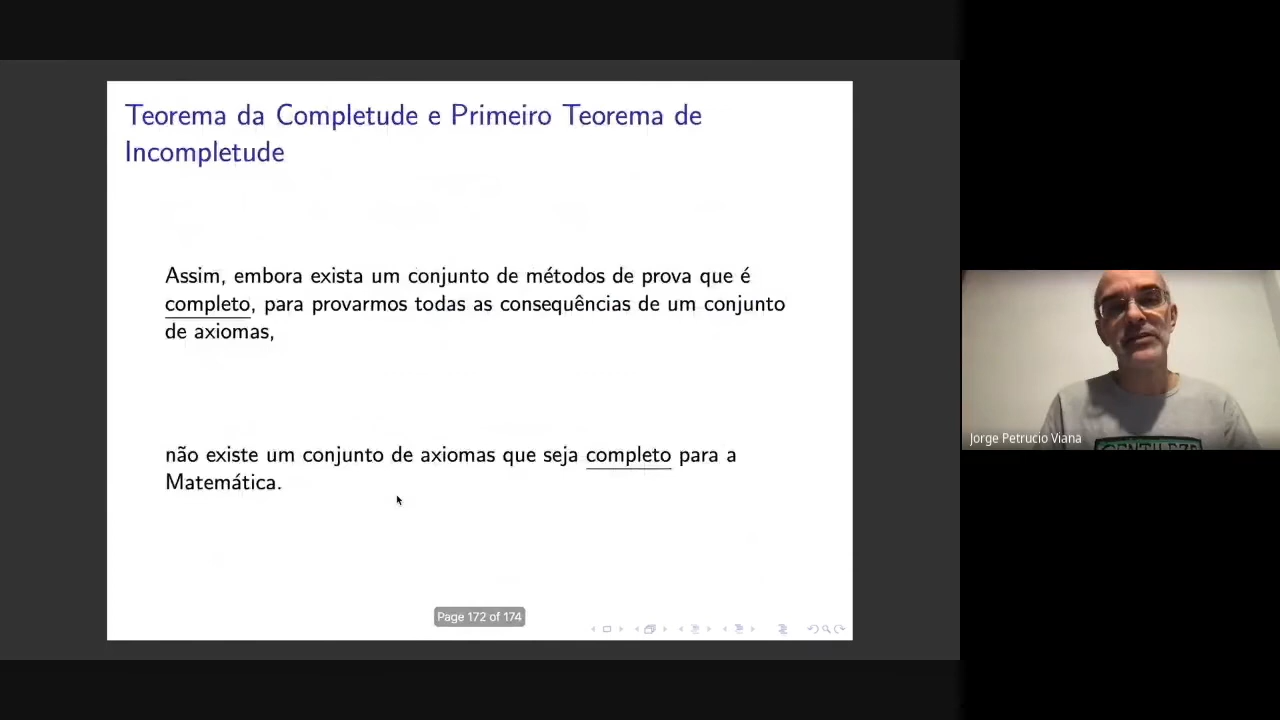 Teorema da Completude e Primeiro Teorema de
Incompletude
Assim, embora exista um conjunto de métodos de prova que é
completo, para provarmos todas as consequências de um conjunto
de axiomas,
não existe um conjunto de axiomas que seja completo para a
Matemática.
Page 172 of 174
Jorge Petrucio Viana